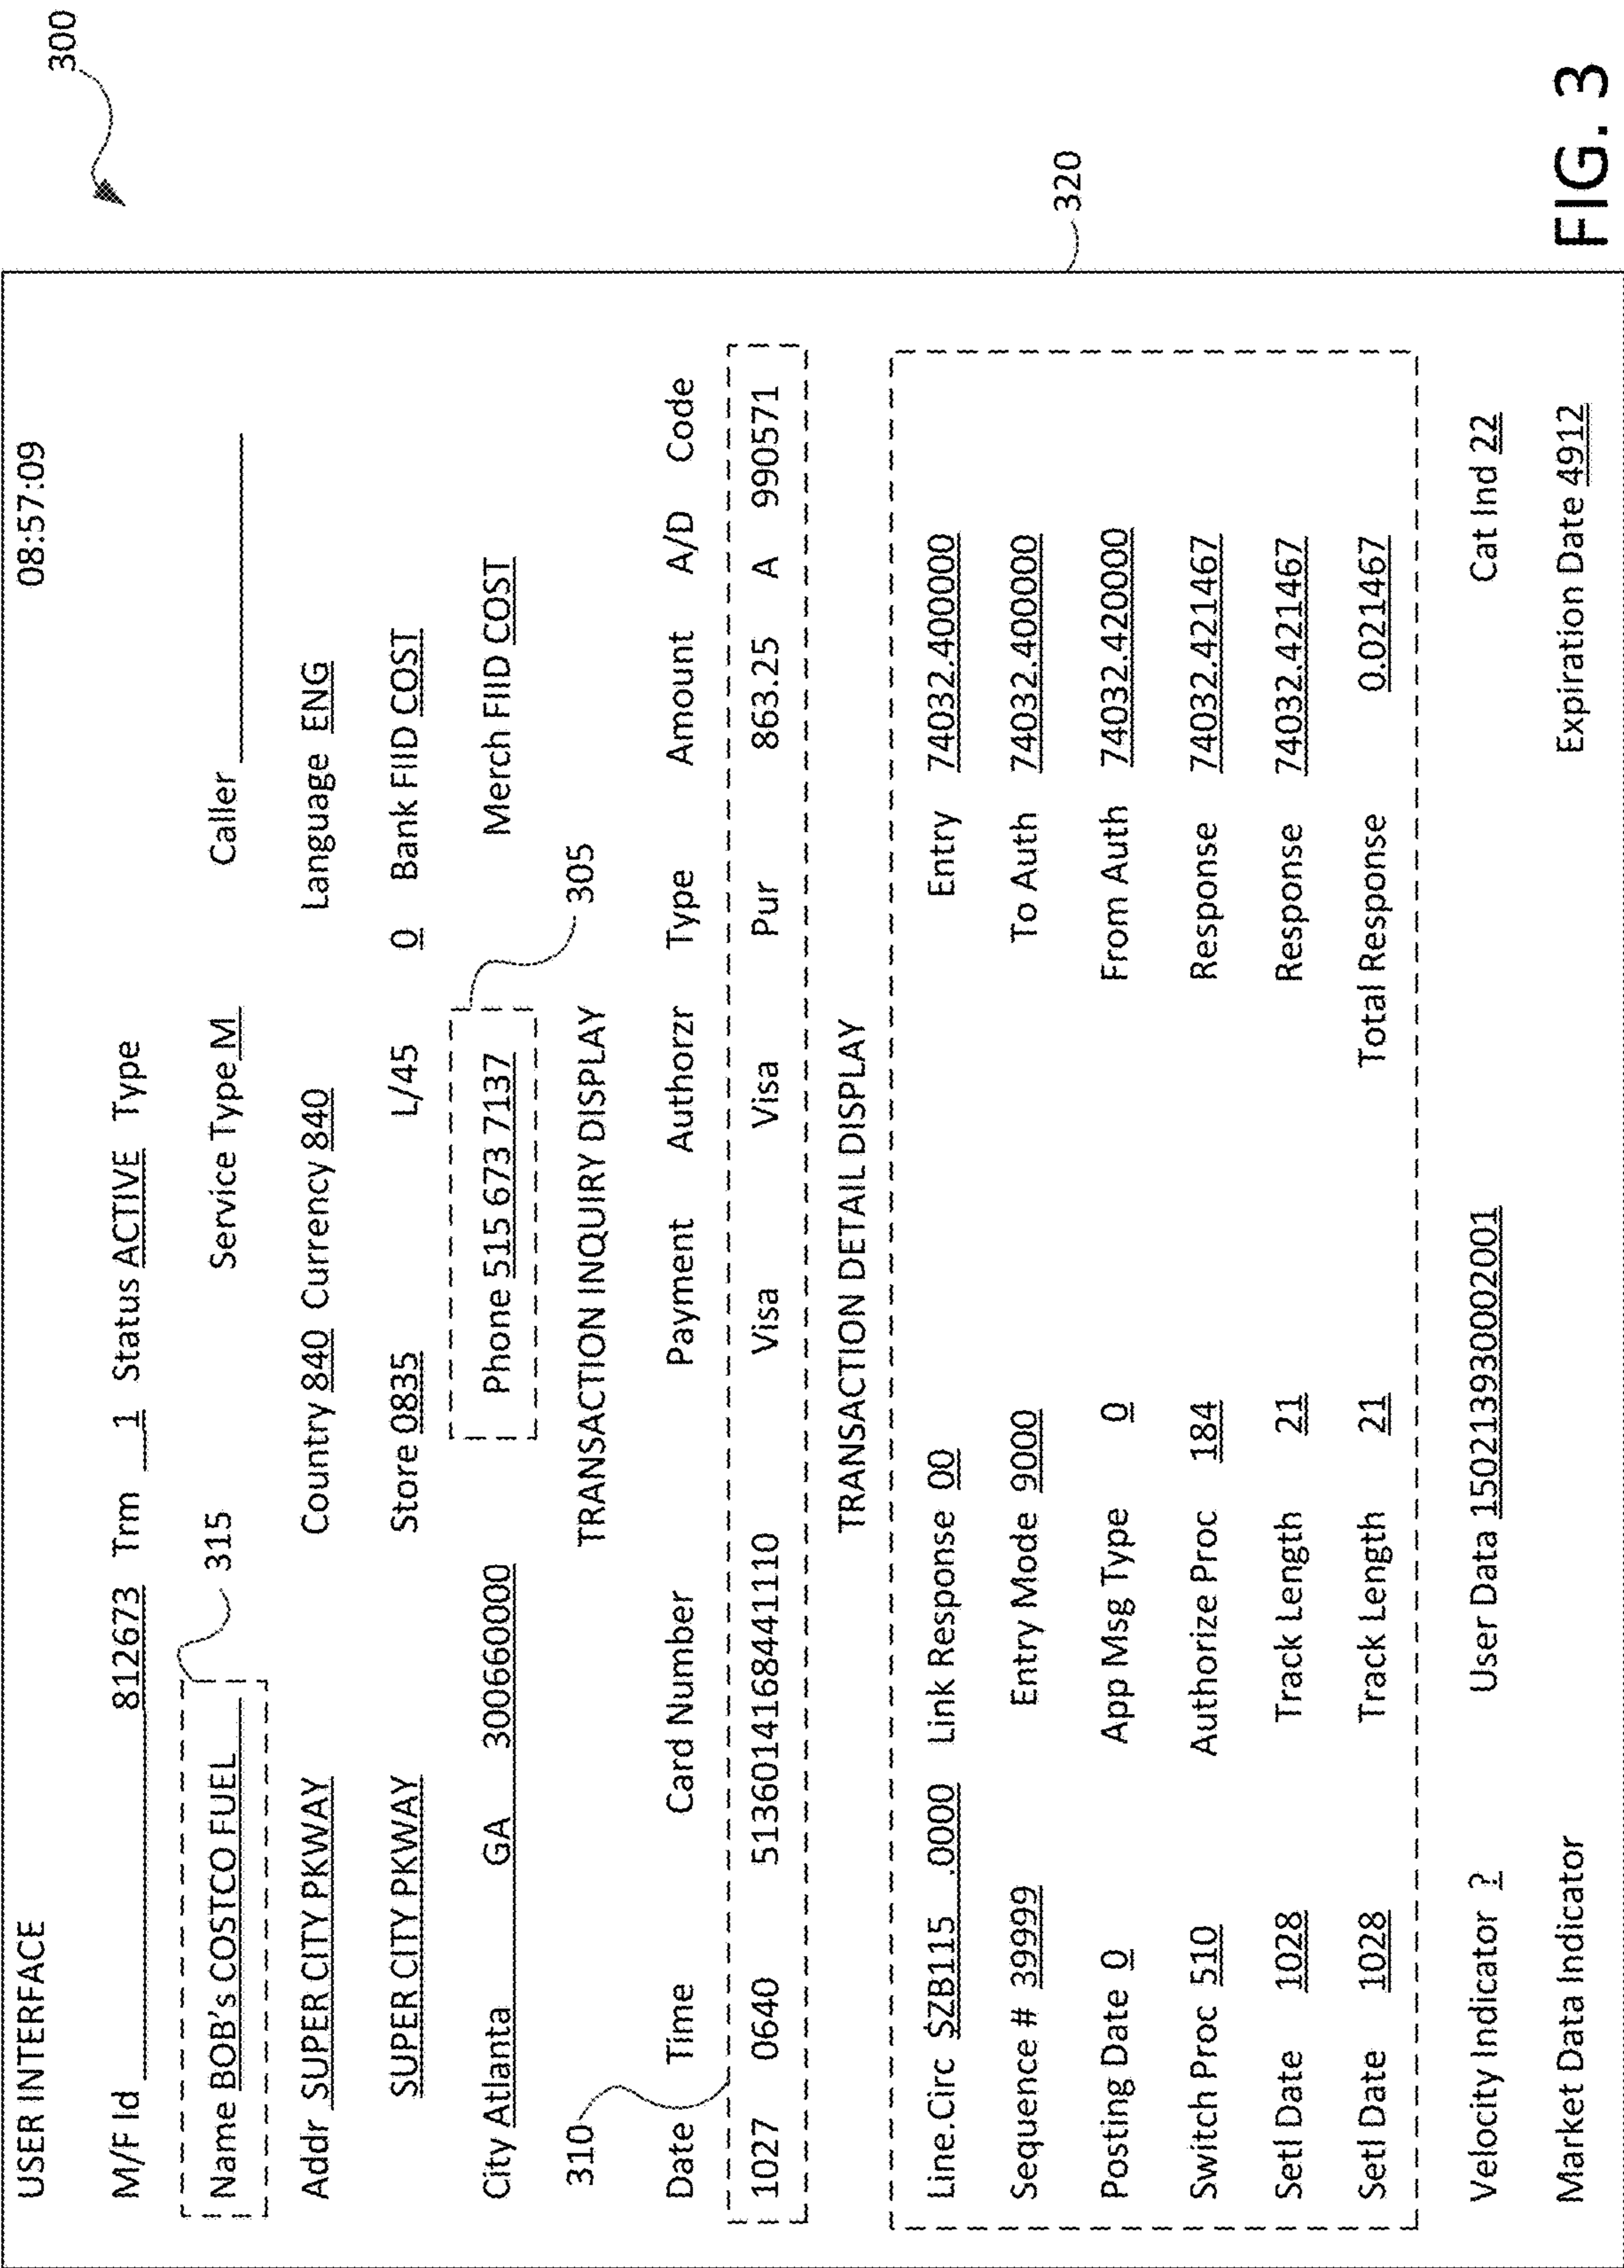 300
USER INTERFACE 08:57:09
M/F Id 812673 Trm 1 Status ACTIVE Type
315
Name BOB's COSTCO FUEL Service Type M Caller
Addr SUPER CITY PKWAY Country 840 Currency 840 Language ENG
SUPER CITY PKWAY Store 0835 L/45 0 Bank FIID COST
City Atlanta GA 300660000 Phone 515 673 7137 Merch FIID COST
305
310
TRANSACTION INQUIRY DISPLAY
Date Time Card Number Payment Authorzr Type Amount A/D Code
1027 0640 5136014168441110 Visa Visa Pur 863.25 A 990571
TRANSACTION DETAIL DISPLAY
Line.Circ $ZB115 .0000 Link Response 00 Entry 74032.400000
Sequence # 39999 Entry Mode 9000 To Auth 74032.400000
Posting Date 0 App Msg Type 0 From Auth 74032.420000
Switch Proc 510 Authorize Proc 184 Response 74032.421467
Setl Date 1028 Track Length 21 Response 74032.421467
Setl Date 1028 Track Length 21 Total Response 0.021467
320
Velocity Indicator ? User Data 1502139300002001 Cat Ind 22
Market Data Indicator Expiration Date 4912
FIG. 3